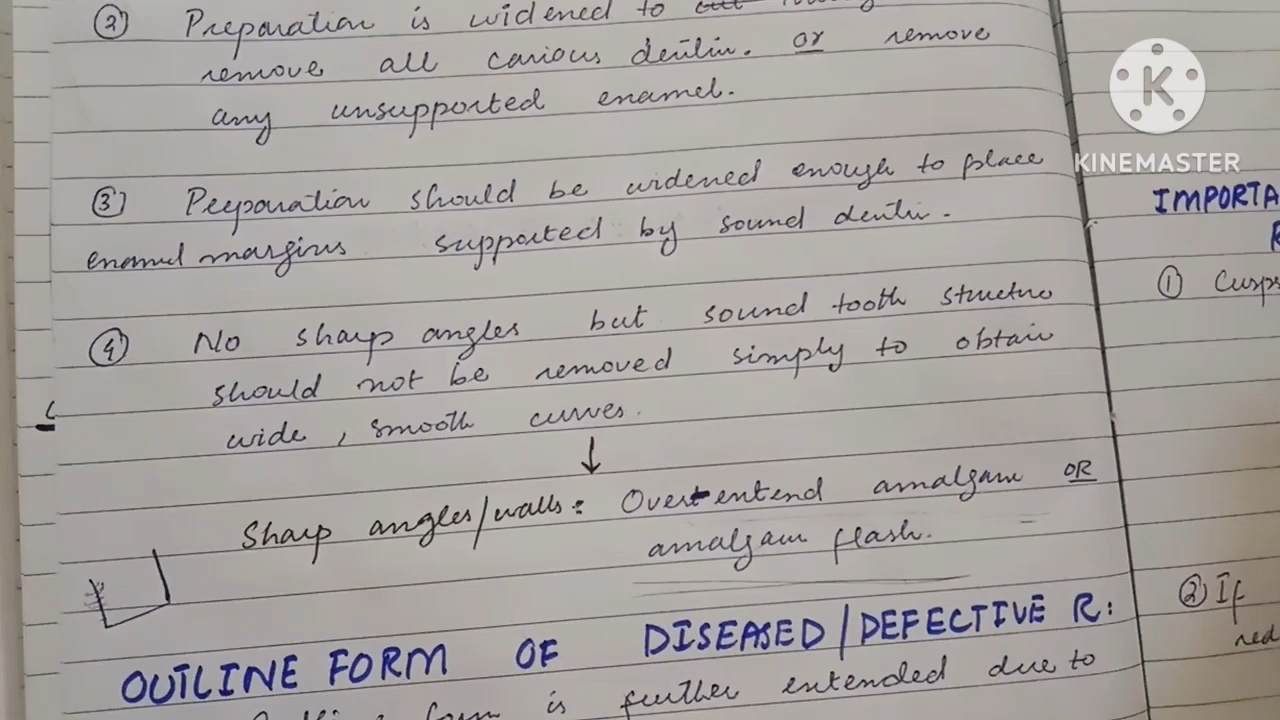 ② Preparation is widened to
remove all carious dentin. or remove
any unsupported enamel.
③ Preparation should be widened enough to place
enamel margins supported by sound dentin.
④ No sharp angles but sound tooth structure
should not be removed simply to obtain
wide, smooth curves.
↓
Sharp angles/walls: Overextend amalgam OR
amalgam flash.
OUTLINE FORM OF DISEASED/DEFECTIVE R:
form is further extended due to
K
KINEMASTER
IMPORTA
① Cusps
② If
red